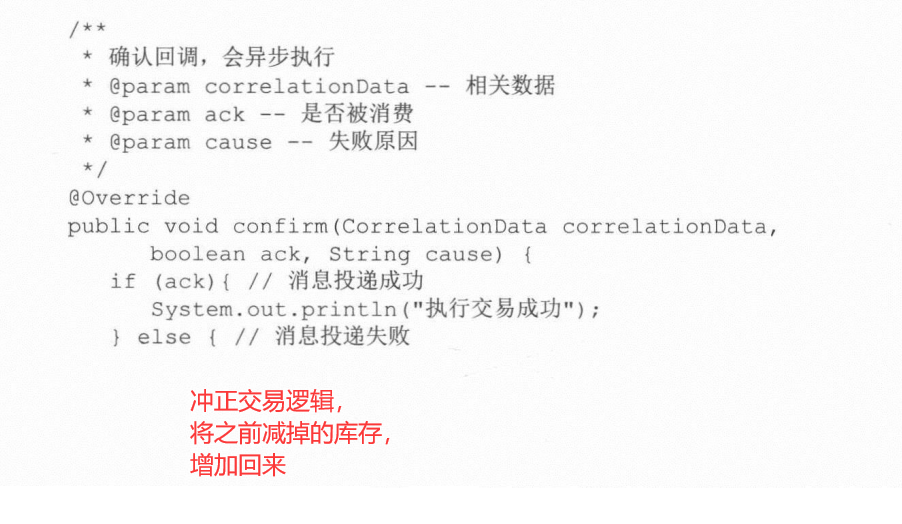 /**
 * 确认回调，会异步执行
 * @param correlationData -- 相关数据
 * @param ack -- 是否被消费
 * @param cause -- 失败原因
 */
@Override
public void confirm(CorrelationData correlationData,
      boolean ack, String cause) {
   if (ack){ // 消息投递成功
      System.out.println("执行交易成功");
   } else { // 消息投递失败
冲正交易逻辑，
将之前减掉的库存，
增加回来